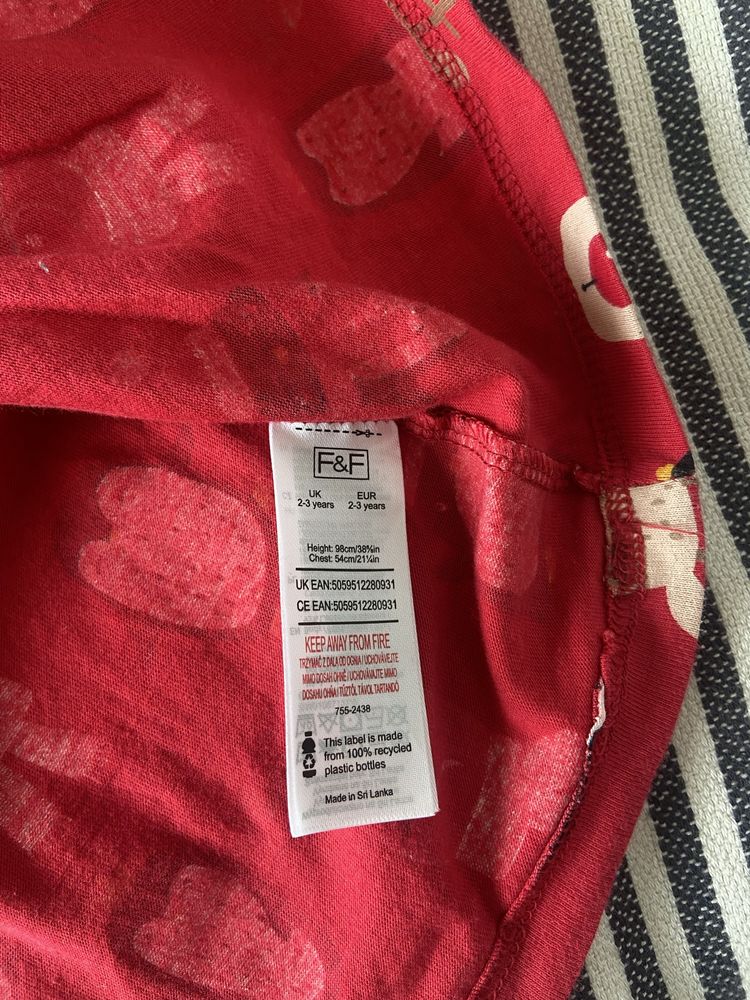 F&F
UK EUR
2-3 years 2-3 years
Height: 98cm/38⅝in
Chest: 54cm/21¼in
UK EAN:5059512280931
CE EAN:5059512280931
KEEP AWAY FROM FIRE
TRZYMAĆ Z DALA OD OGNIA / UCHOVÁVEJTE
MIMO DOSAH OHNĚ / UCHOVÁVAJTE MIMO
DOSAHU OHŇA / TŰZTŐL TÁVOL TARTANDÓ
755-2438
This label is made
from 100% recycled
plastic bottles
Made in Sri Lanka